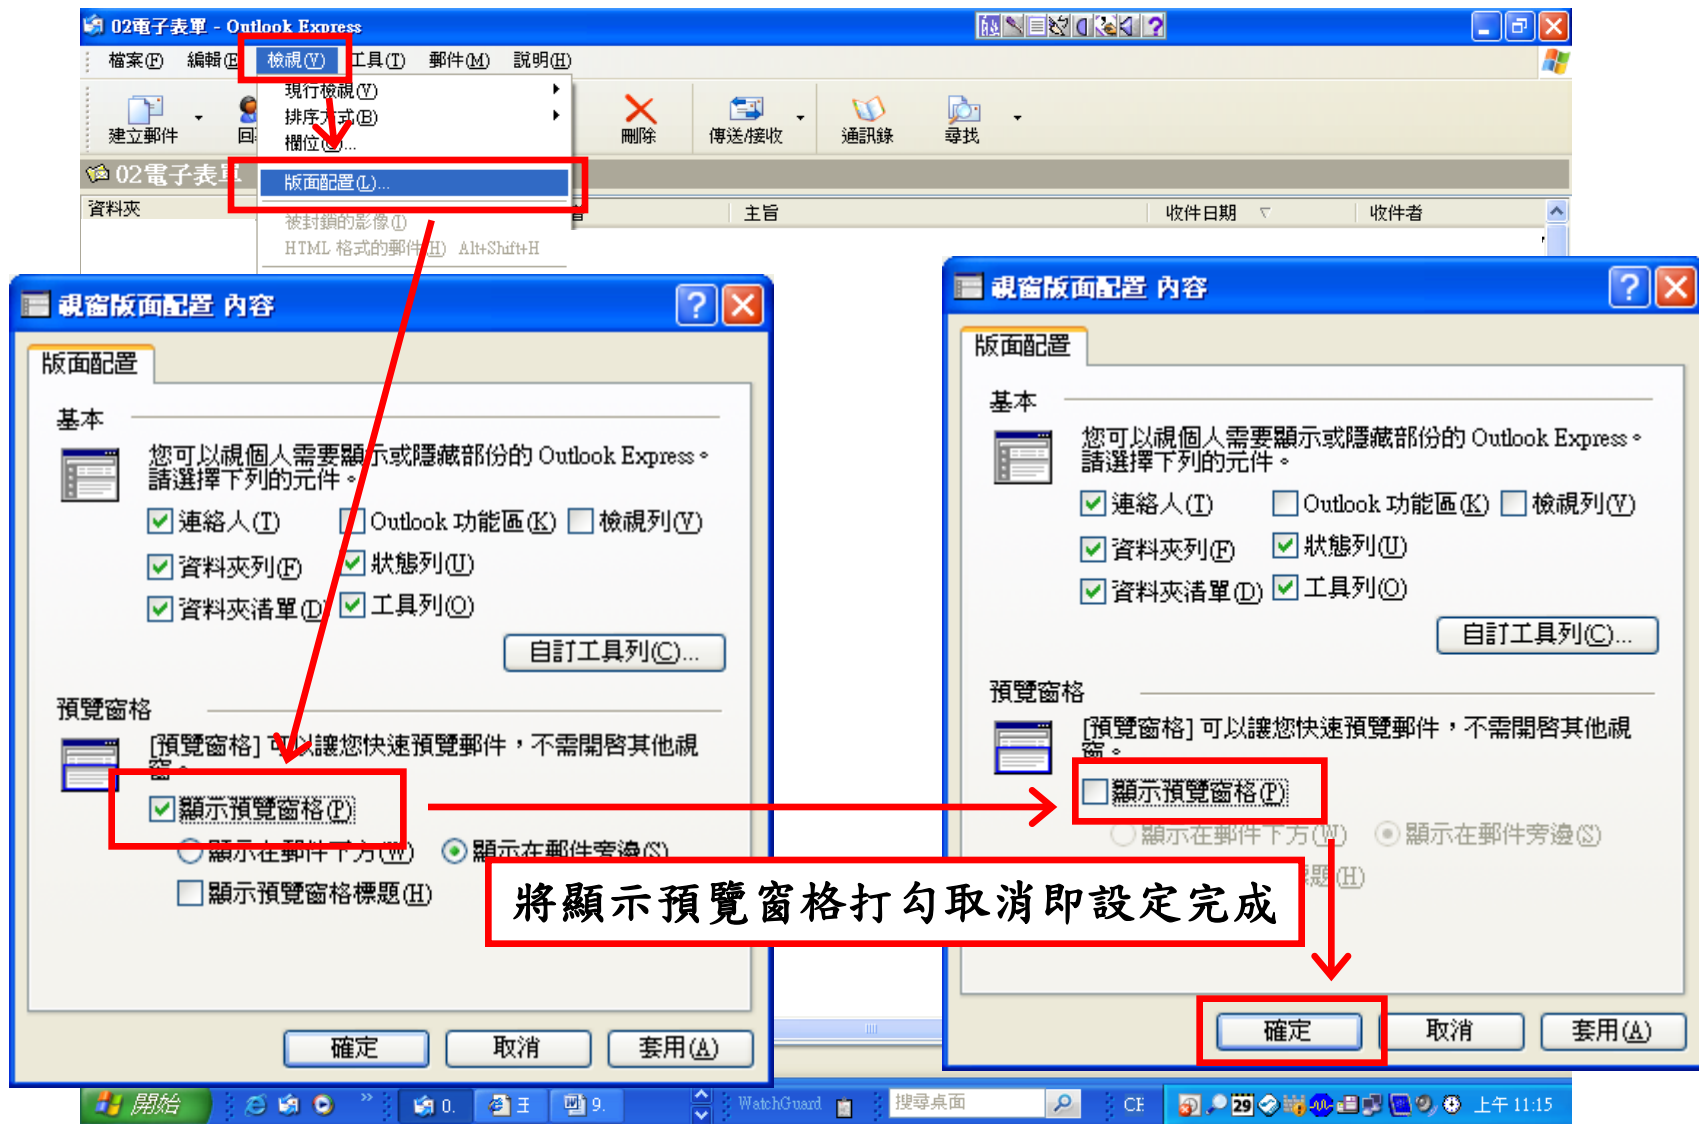 02電子表單 - Outlook Express
檔案(F) 編輯(E 檢視(V) 工具(T) 郵件(M) 說明(H)
現行檢視(V)
排序方式(B)
欄位
版面配置(L)...
被封鎖的影像(I)
HTML 格式的郵件(H) Alt+Shift+H
建立郵件 刪除 傳送/接收 通訊錄 尋找
02電子表單
資料夾 主旨 收件日期 收件者
視窗版面配置 內容
版面配置
基本
您可以視個人需要顯示或隱藏部份的 Outlook Express。
請選擇下列的元件。
連絡人(T) Outlook 功能區(K) 檢視列(V)
資料夾列(F) 狀態列(U)
資料夾清單(D) 工具列(O)
自訂工具列(C)...
預覽窗格
[預覽窗格] 可以讓您快速預覽郵件，不需開啓其他視
窗。
顯示預覽窗格(P)
顯示在郵件下方(W) 顯示在郵件旁邊(S)
顯示預覽窗格標題(H)
確定 取消 套用(A)
視窗版面配置 內容
版面配置
基本
您可以視個人需要顯示或隱藏部份的 Outlook Express。
請選擇下列的元件。
連絡人(T) Outlook 功能區(K) 檢視列(V)
資料夾列(F) 狀態列(U)
資料夾清單(D) 工具列(O)
自訂工具列(C)...
預覽窗格
[預覽窗格] 可以讓您快速預覽郵件，不需開啓其他視
窗。
顯示預覽窗格(P)
顯示在郵件下方(W) 顯示在郵件旁邊(S)
題(H)
將顯示預覽窗格打勾取消即設定完成
確定 取消 套用(A)
開始 0. 王 9. WatchGuard 搜尋桌面 CH 29 上午 11:15